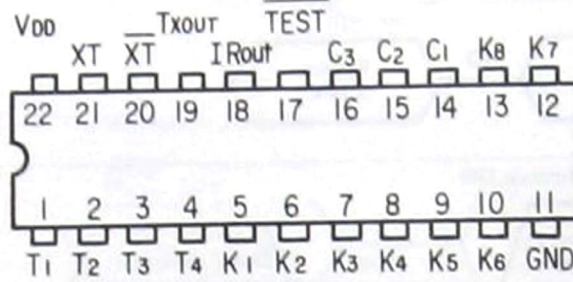 VDD TXOUT T̅E̅S̅T̅
XT X̅T̅ IRout C3 C2 C1 K8 K7
22 21 20 19 18 17 16 15 14 13 12
1 2 3 4 5 6 7 8 9 10 11
T1 T2 T3 T4 K1 K2 K3 K4 K5 K6 GND